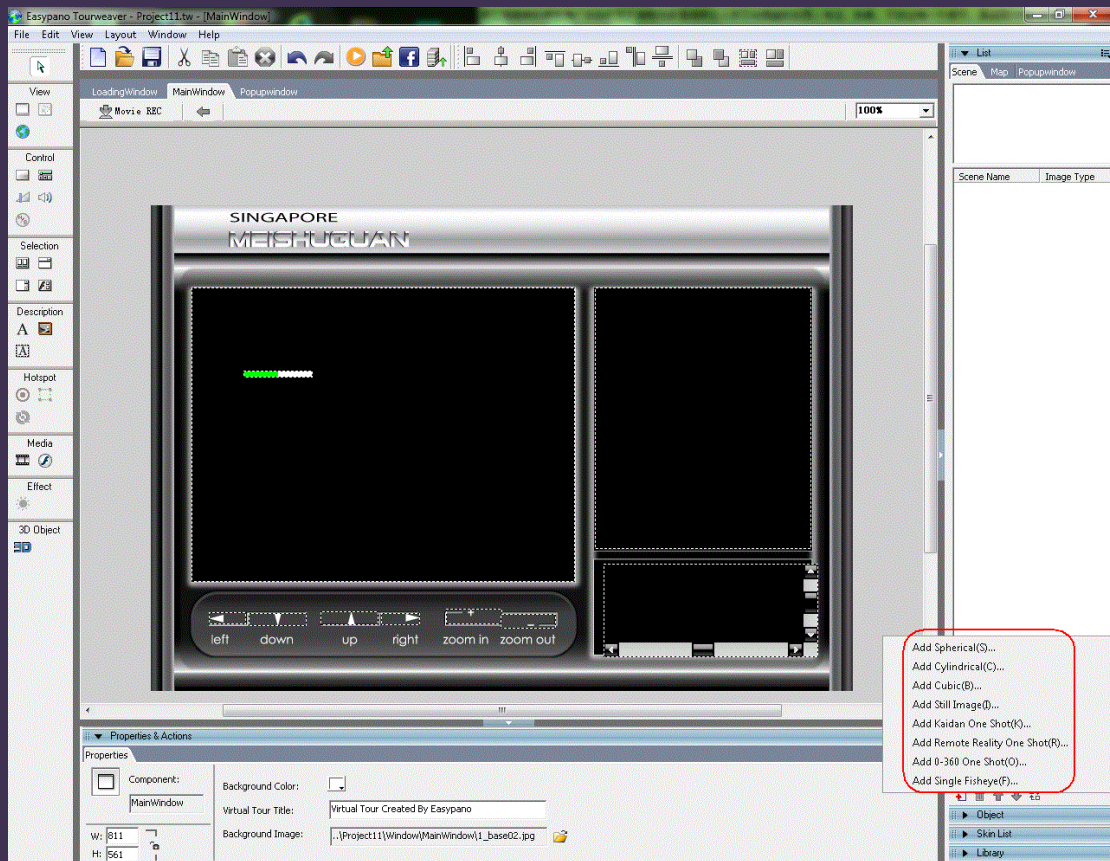 Easypano Tourweaver - Project11.tw - [MainWindow]
File Edit View Layout Window Help
List
View
LoadingWindow MainWindow Popupwindow
Scene Map Popupwindow
Movie REC
100%
Control
Scene Name Image Type
Selection
SINGAPORE
MEISHUGUAN
Description
A
A
Hotspot
Media
Effect
3D Object
3D
left down up right zoom in zoom out
Add Spherical(S)...
Add Cylindrical(C)...
Add Cubic(B)...
Add Still Image(I)...
Add Kaidan One Shot(K)...
Add Remote Reality One Shot(R)...
Add 0-360 One Shot(O)...
Add Single Fisheye(F)...
Properties & Actions
Properties
Component:
MainWindow
Background Color:
Virtual Tour Title: Virtual Tour Created By Easypano
Background Image: ..\Project11\Window\MainWindow\1_base02.jpg
W: 811
H: 561
Object
Skin List
Library